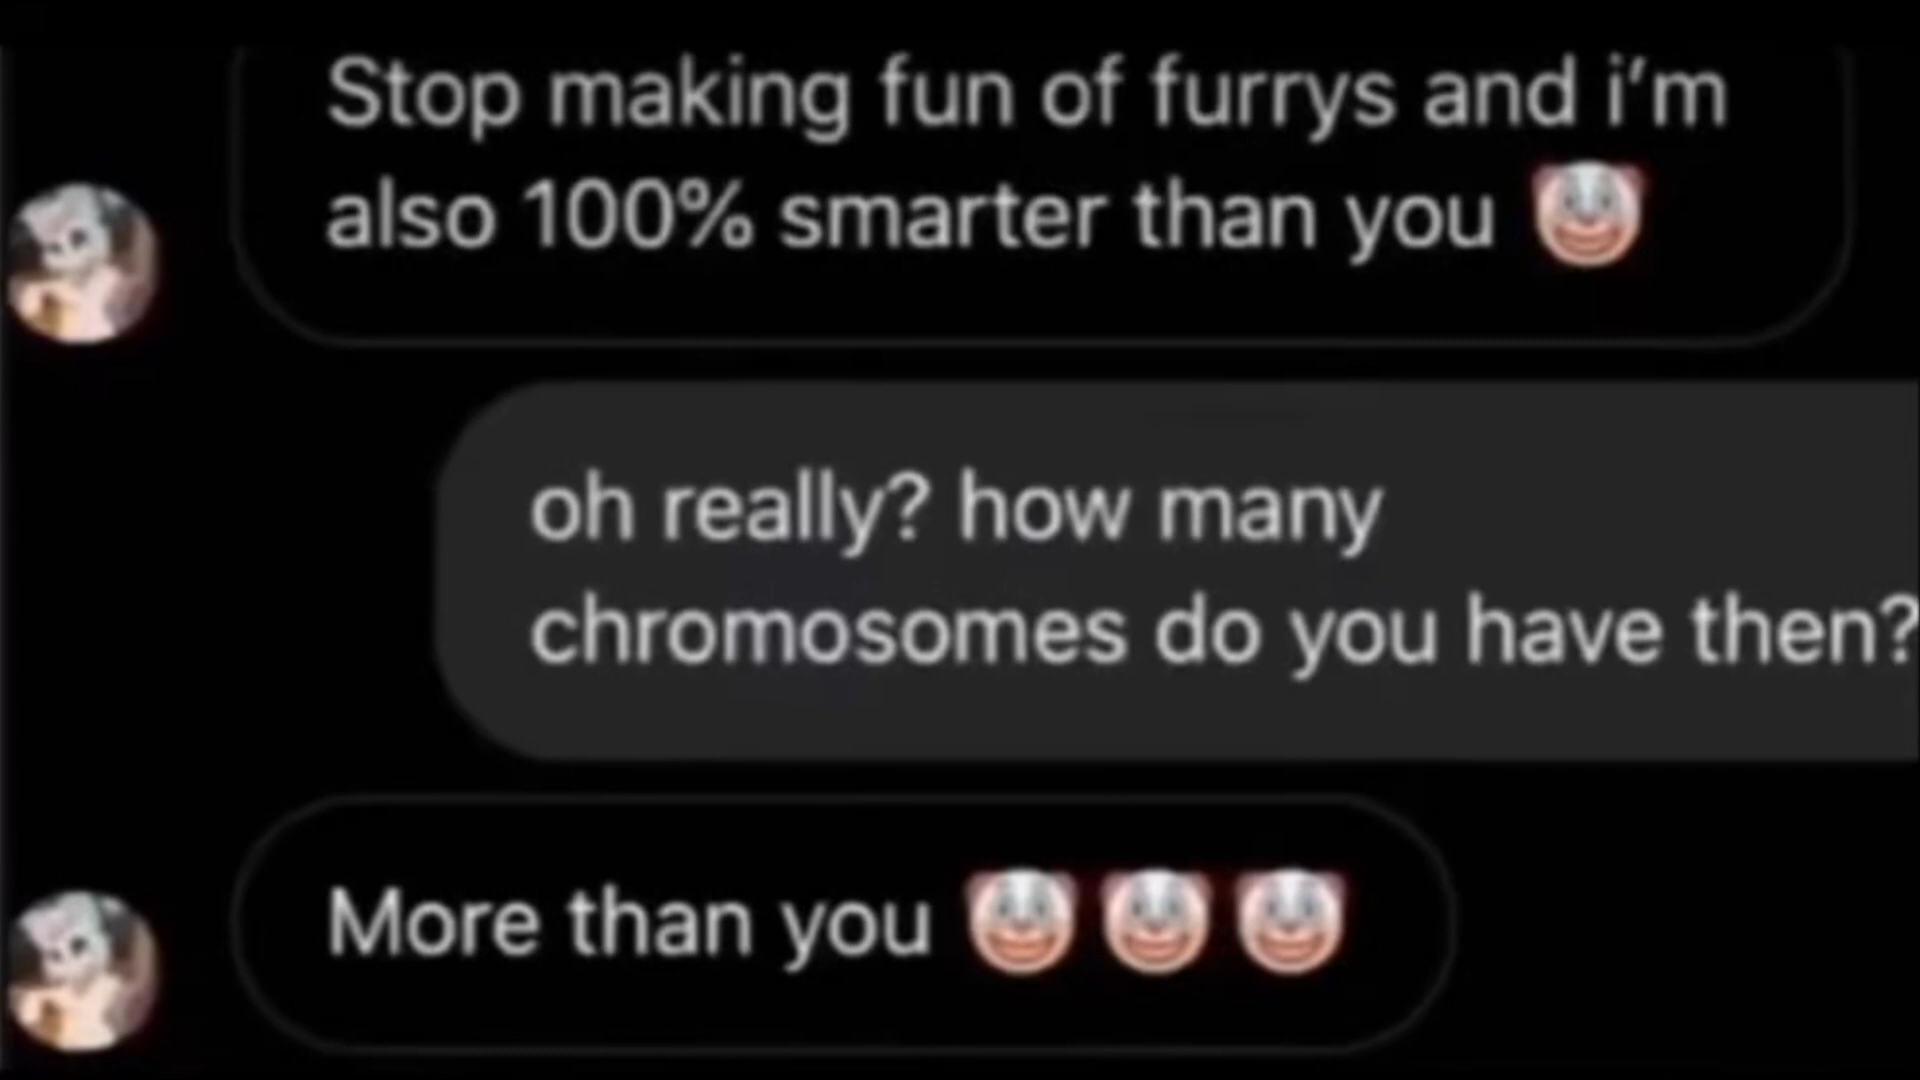 Stop making fun of furrys and i’m
also 100% smarter than you 🤡
oh really? how many
chromosomes do you have then?
More than you 🤡🤡🤡